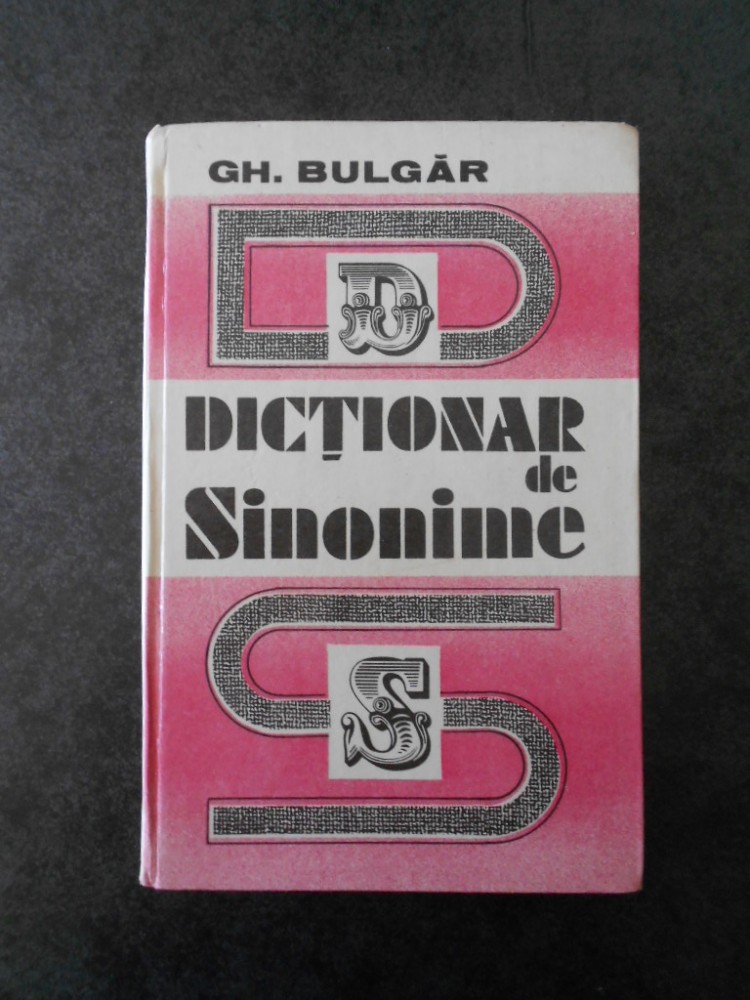 GH. BULGĂR
D
DICȚIONAR
de
Sinonime
S